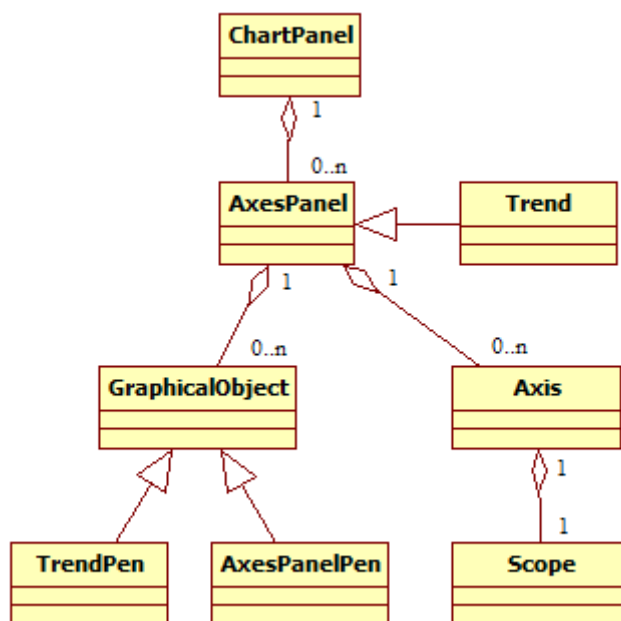 ChartPanel
1
0..n
AxesPanel
Trend
1
1
0..n
0..n
GraphicalObject
Axis
1
1
TrendPen
AxesPanelPen
Scope